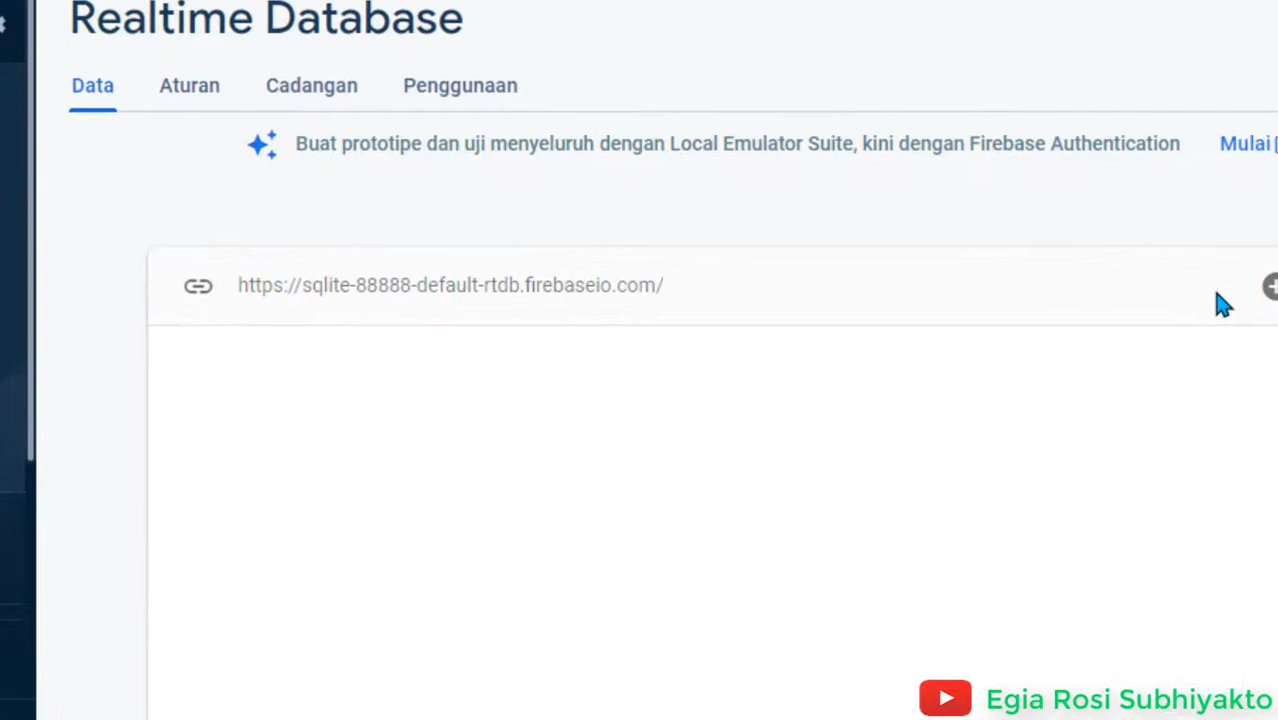 Realtime Database
Data Aturan Cadangan Penggunaan
Buat prototipe dan uji menyeluruh dengan Local Emulator Suite, kini dengan Firebase Authentication Mulai
https://sqlite-88888-default-rtdb.firebaseio.com/
Egia Rosi Subhiyakto